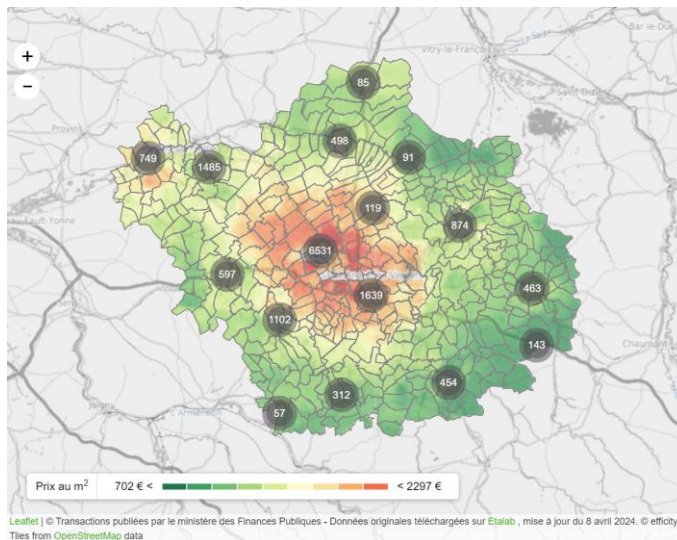 Bar-le-Duc
Vitry-le-François
+
85
−
498
Provins
749
91
1485
119
874
6531
597
463
1639
1102
143
Chaumont
454
312
57
Joigny
L'Armançon
Prix au m²
702 € <
< 2297 €
Leaflet | © Transactions publiées par le ministère des Finances Publiques - Données originales téléchargées sur Etalab , mise à jour du 8 avril 2024. © efficity
Tiles from OpenStreetMap data